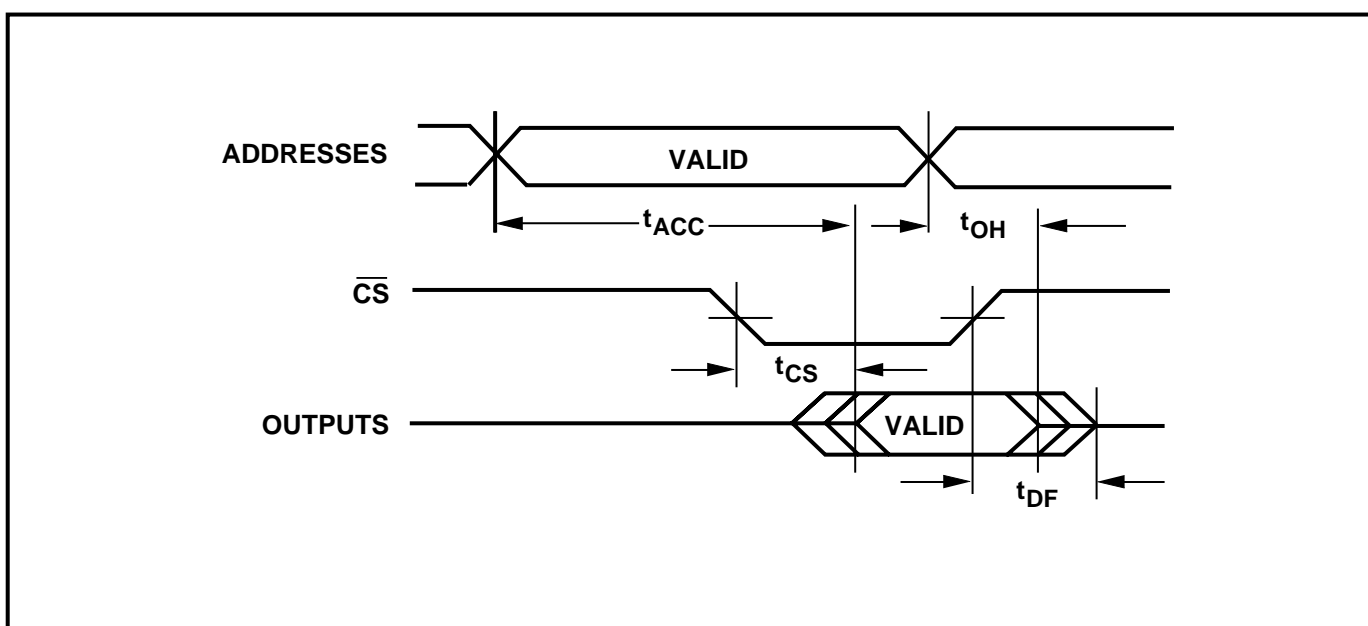 ADDRESSES
VALID
tACC
tOH
CS
tCS
OUTPUTS
VALID
tDF